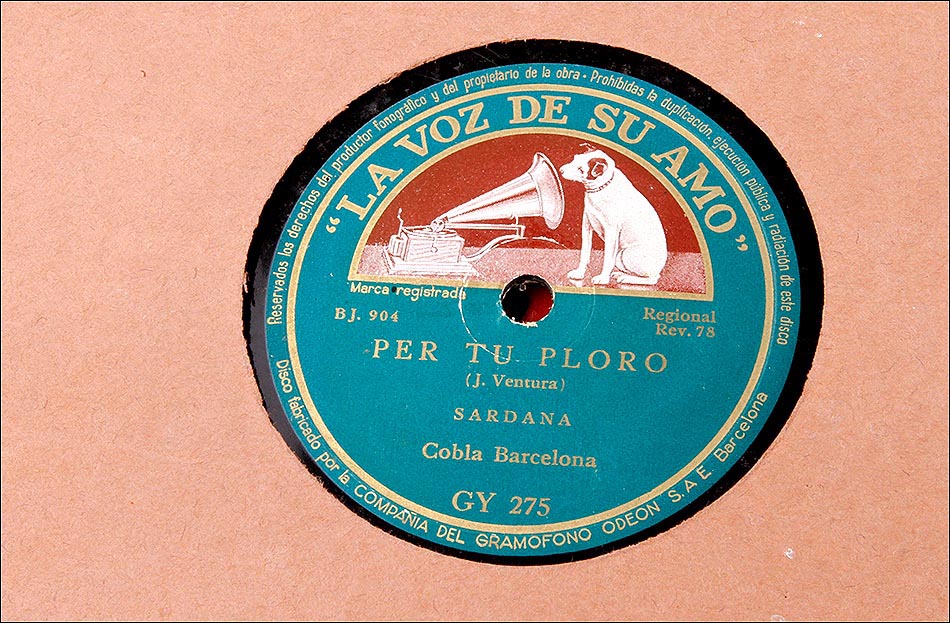 Reservados los derechos del productor fonográfico y del propietario de la obra · Prohibidas la duplicación, ejecución pública y radiación de este disco
"LA VOZ DE SU AMO"
Marca registrada
BJ. 904
Regional
Rev. 78
PER TU PLORO
(J. Ventura)
SARDANA
Cobla Barcelona
GY 275
Disco fabricado por la COMPAÑIA DEL GRAMOFONO ODEON S.A E. Barcelona